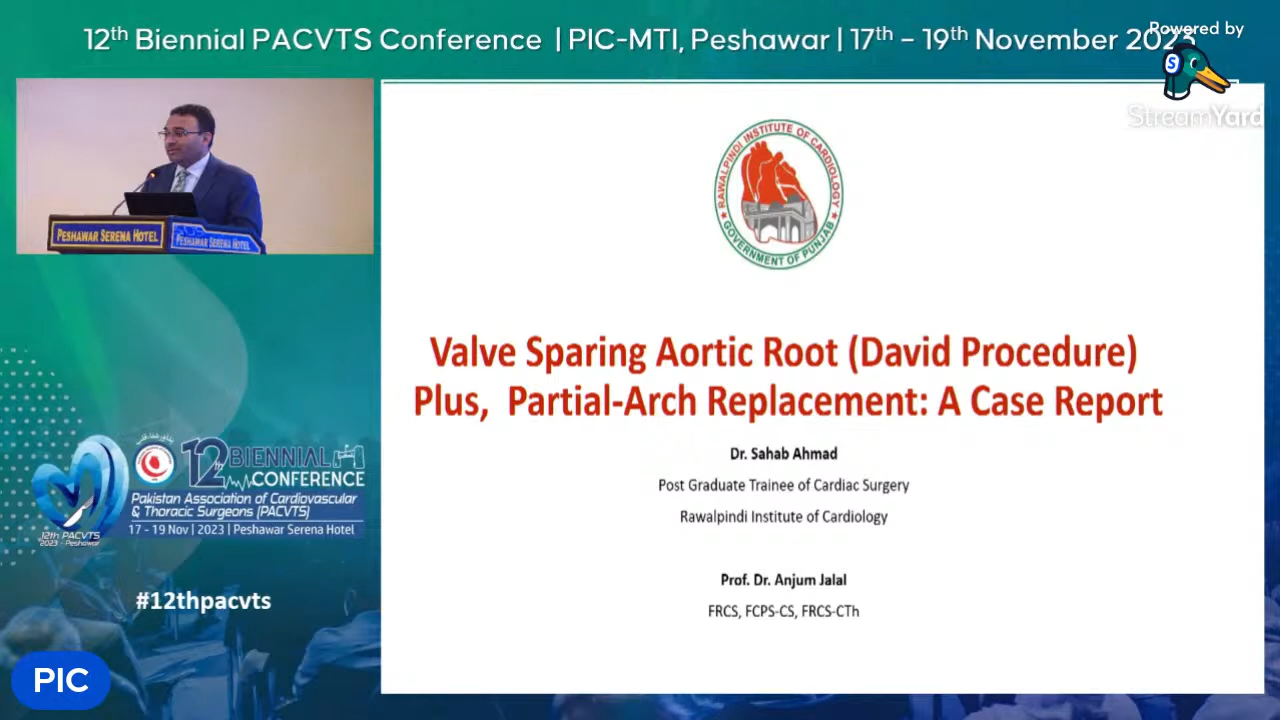 12th Biennial PACVTS Conference | PIC-MTI, Peshawar | 17th – 19th November 2023
Powered by
S
StreamYard
PESHAWAR SERENA HOTEL
PESHAWAR SERENA HOTEL
RAWALPINDI INSTITUTE OF CARDIOLOGY
GOVERNMENT OF PUNJAB
Valve Sparing Aortic Root (David Procedure)
Plus, Partial-Arch Replacement: A Case Report
Dr. Sahab Ahmad
Post Graduate Trainee of Cardiac Surgery
Rawalpindi Institute of Cardiology
Prof. Dr. Anjum Jalal
FRCS, FCPS-CS, FRCS-CTh
12th BIENNIAL
CONFERENCE
Pakistan Association of Cardiovascular
& Thoracic Surgeons (PACVTS)
17 - 19 Nov | 2023 | Peshawar Serena Hotel
12th PACVTS
2023 - Peshawar
#12thpacvts
PIC